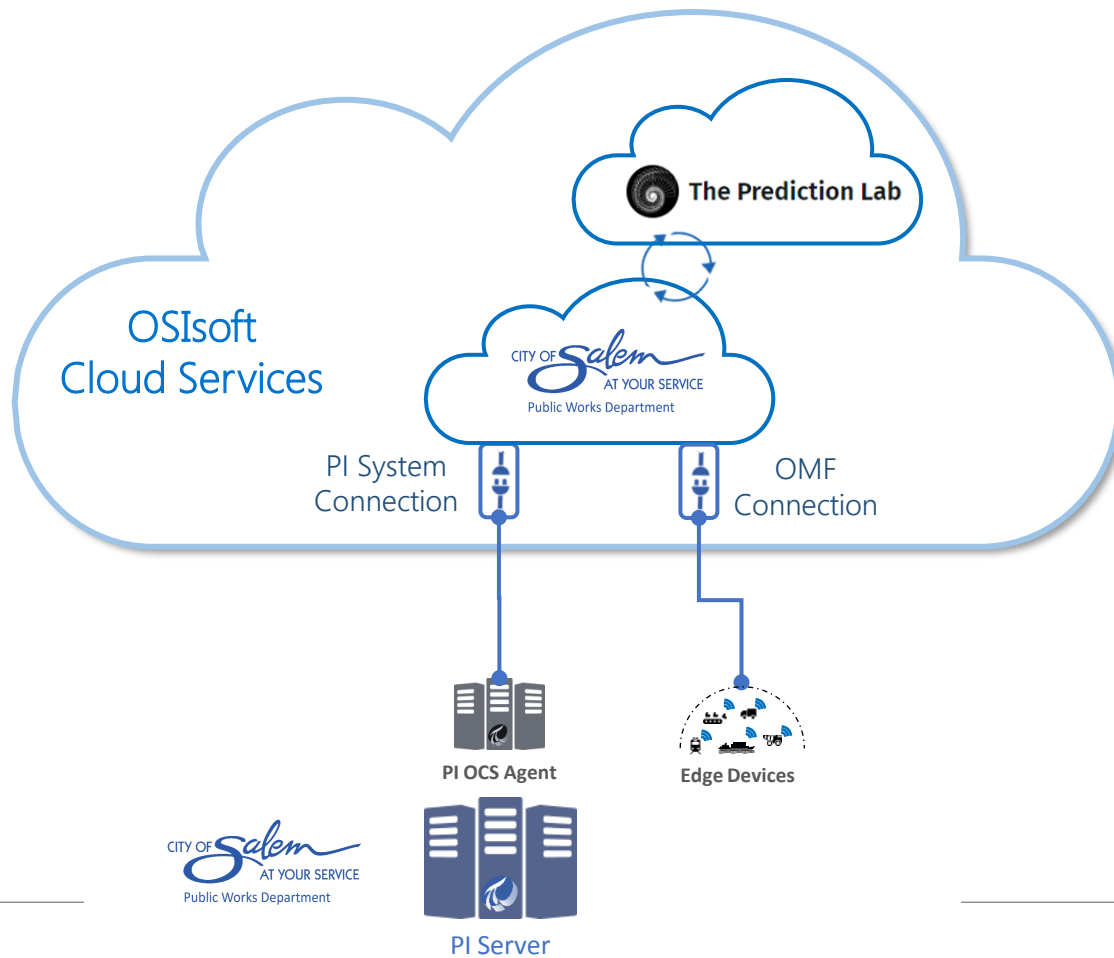 The Prediction Lab
OSIsoft
Cloud Services
CITY OF Salem
AT YOUR SERVICE
Public Works Department
PI System
Connection
OMF
Connection
PI OCS Agent
Edge Devices
CITY OF Salem
AT YOUR SERVICE
Public Works Department
PI Server